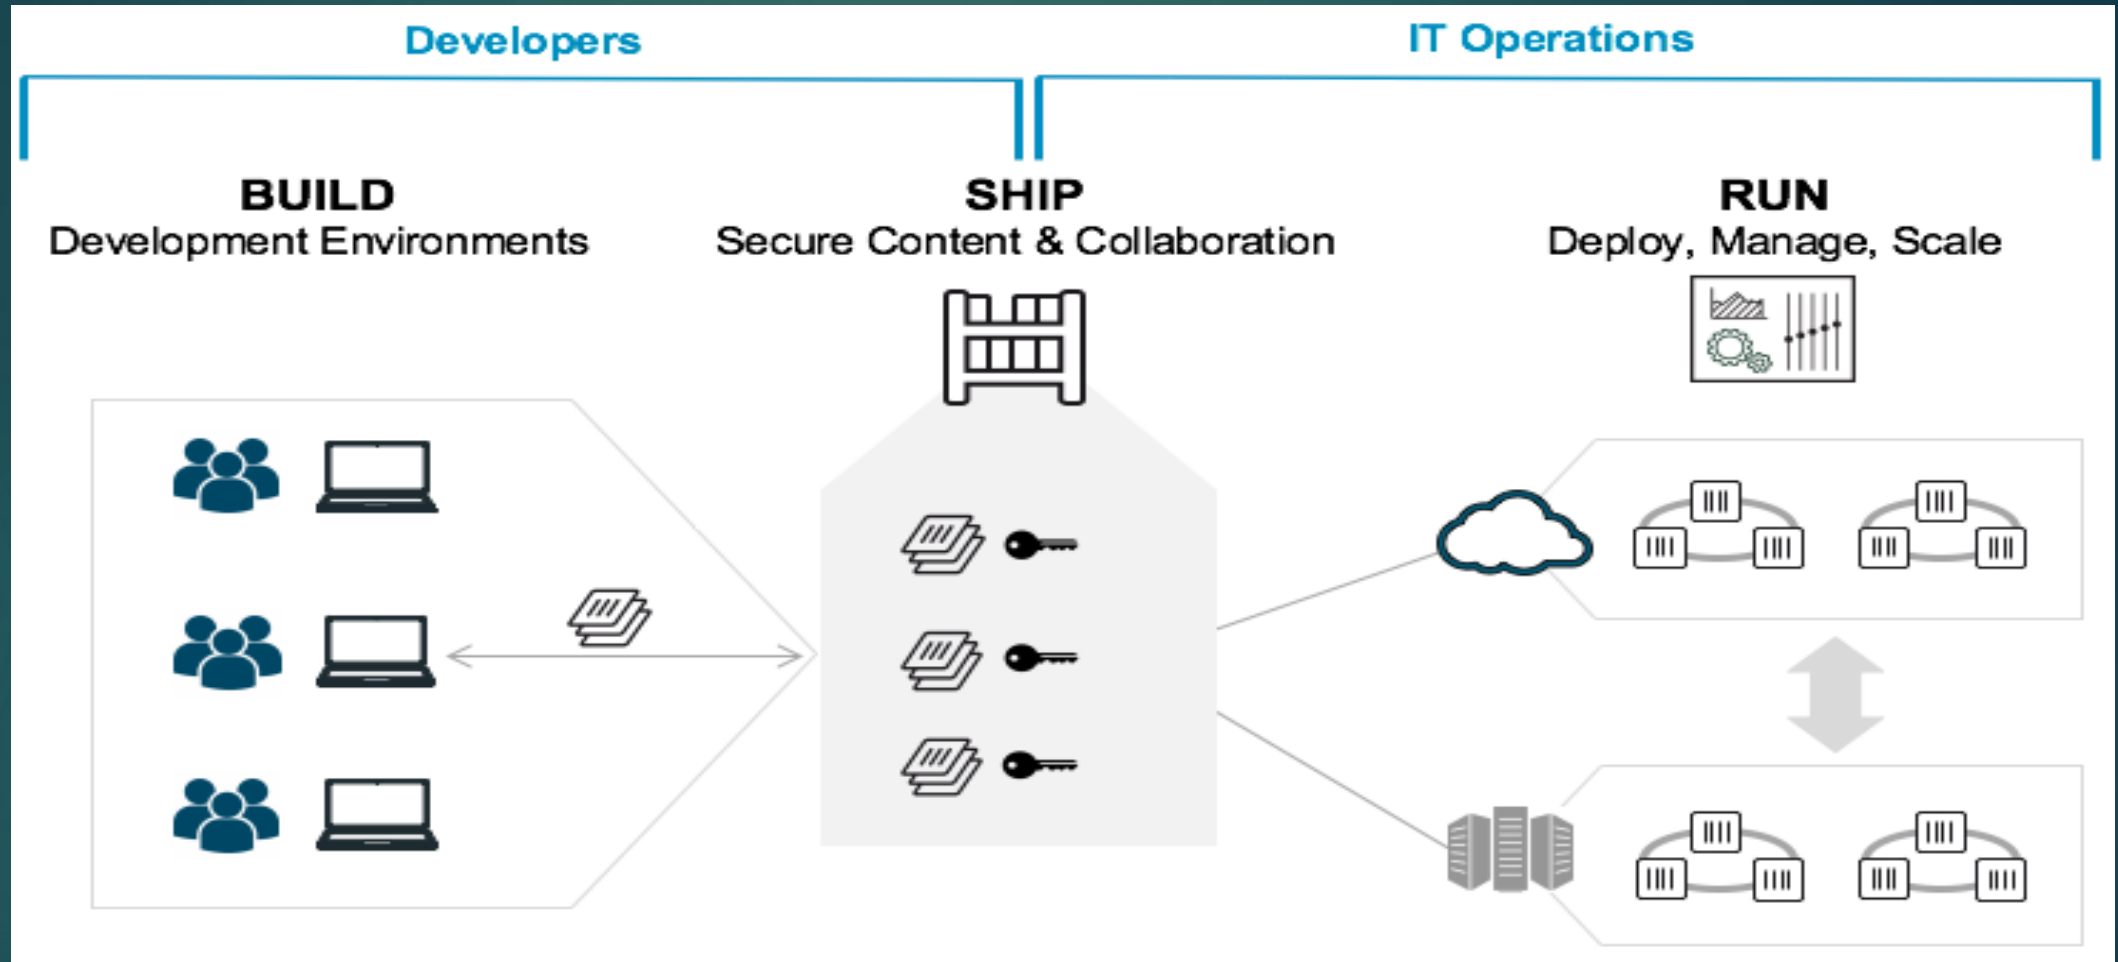 Developers
IT Operations
BUILD
Development Environments
SHIP
Secure Content & Collaboration
RUN
Deploy, Manage, Scale